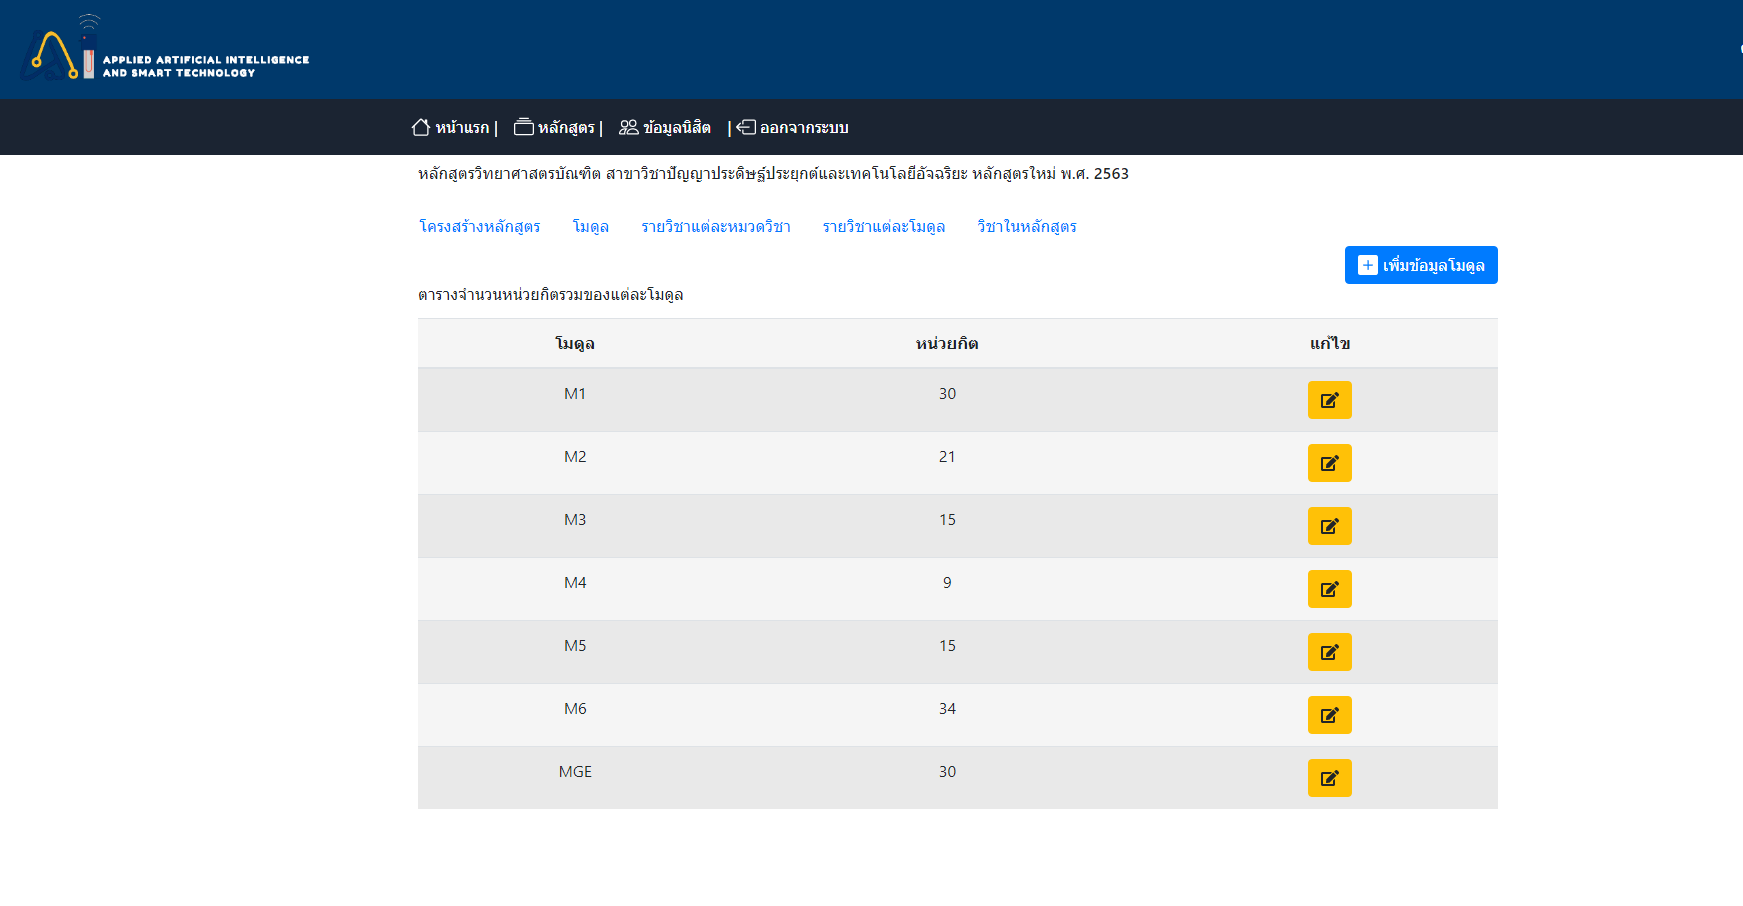 APPLIED ARTIFICIAL INTELLIGENCE
AND SMART TECHNOLOGY
หน้าแรก | หลักสูตร | ข้อมูลนิสิต | ออกจากระบบ
หลักสูตรวิทยาศาสตรบัณฑิต สาขาวิชาปัญญาประดิษฐ์ประยุกต์และเทคโนโลยีอัจฉริยะ หลักสูตรใหม่ พ.ศ. 2563
โครงสร้างหลักสูตร โมดูล รายวิชาแต่ละหมวดวิชา รายวิชาแต่ละโมดูล วิชาในหลักสูตร
เพิ่มข้อมูลโมดูล
ตารางจำนวนหน่วยกิตรวมของแต่ละโมดูล
โมดูล หน่วยกิต แก้ไข
M1 30
M2 21
M3 15
M4 9
M5 15
M6 34
MGE 30